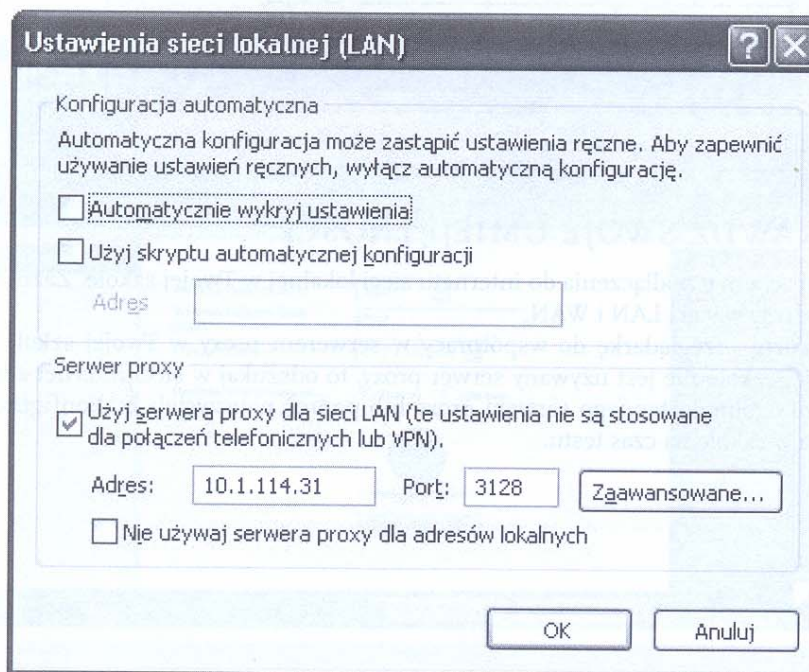 Ustawienia sieci lokalnej (LAN)
Konfiguracja automatyczna
Automatyczna konfiguracja może zastąpić ustawienia ręczne. Aby zapewnić
używanie ustawień ręcznych, wyłącz automatyczną konfigurację.
Automatycznie wykryj ustawienia
Użyj skryptu automatycznej konfiguracji
Adres
Serwer proxy
Użyj serwera proxy dla sieci LAN (te ustawienia nie są stosowane
dla połączeń telefonicznych lub VPN).
Adres: 10.1.114.31 Port: 3128 Zaawansowane...
Nie używaj serwera proxy dla adresów lokalnych
OK Anuluj